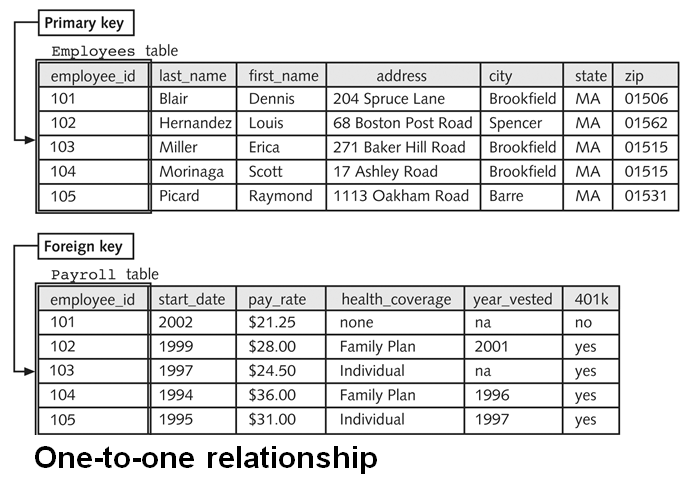 Primary key
Employees table
employee_id last_name first_name address city state zip
101 Blair Dennis 204 Spruce Lane Brookfield MA 01506
102 Hernandez Louis 68 Boston Post Road Spencer MA 01562
103 Miller Erica 271 Baker Hill Road Brookfield MA 01515
104 Morinaga Scott 17 Ashley Road Brookfield MA 01515
105 Picard Raymond 1113 Oakham Road Barre MA 01531
Foreign key
Payroll table
employee_id start_date pay_rate health_coverage year_vested 401k
101 2002 $21.25 none na no
102 1999 $28.00 Family Plan 2001 yes
103 1997 $24.50 Individual na yes
104 1994 $36.00 Family Plan 1996 yes
105 1995 $31.00 Individual 1997 yes
One-to-one relationship